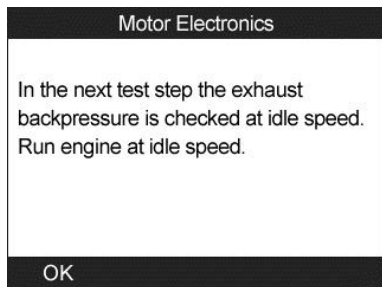 Motor Electronics
In the next test step the exhaust
backpressure is checked at idle speed.
Run engine at idle speed.
OK